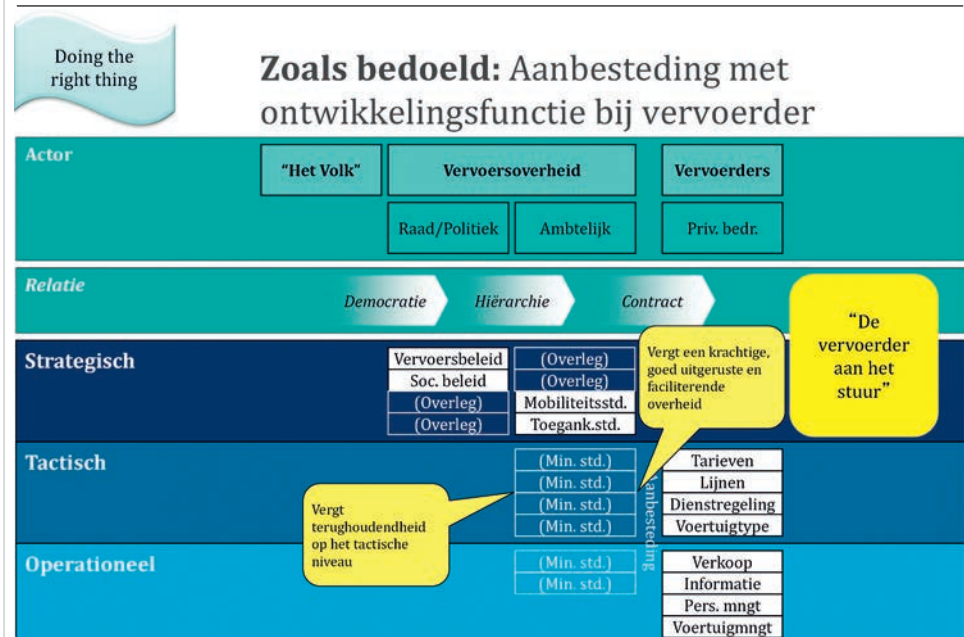 Doing the
right thing
Zoals bedoeld: Aanbesteding met
ontwikkelingsfunctie bij vervoerder
Actor
"Het Volk"
Vervoersoverheid
Vervoerders
Raad/Politiek
Ambtelijk
Priv. bedr.
Relatie
Democratie
Hiërarchie
Contract
"De
vervoerder
aan het
stuur"
Strategisch
Vervoersbeleid
Soc. beleid
(Overleg)
(Overleg)
(Overleg)
(Overleg)
Mobiliteitsstd.
Toegank.std.
Vergt een krachtige,
goed uitgeruste en
faciliterende
overheid
Tactisch
(Min. std.)
(Min. std.)
(Min. std.)
(Min. std.)
Aanbesteding
Tarieven
Lijnen
Dienstregeling
Voertuigtype
Vergt
terughoudendheid
op het tactische
niveau
Operationeel
(Min. std.)
(Min. std.)
Verkoop
Informatie
Pers. mngt
Voertuigmngt